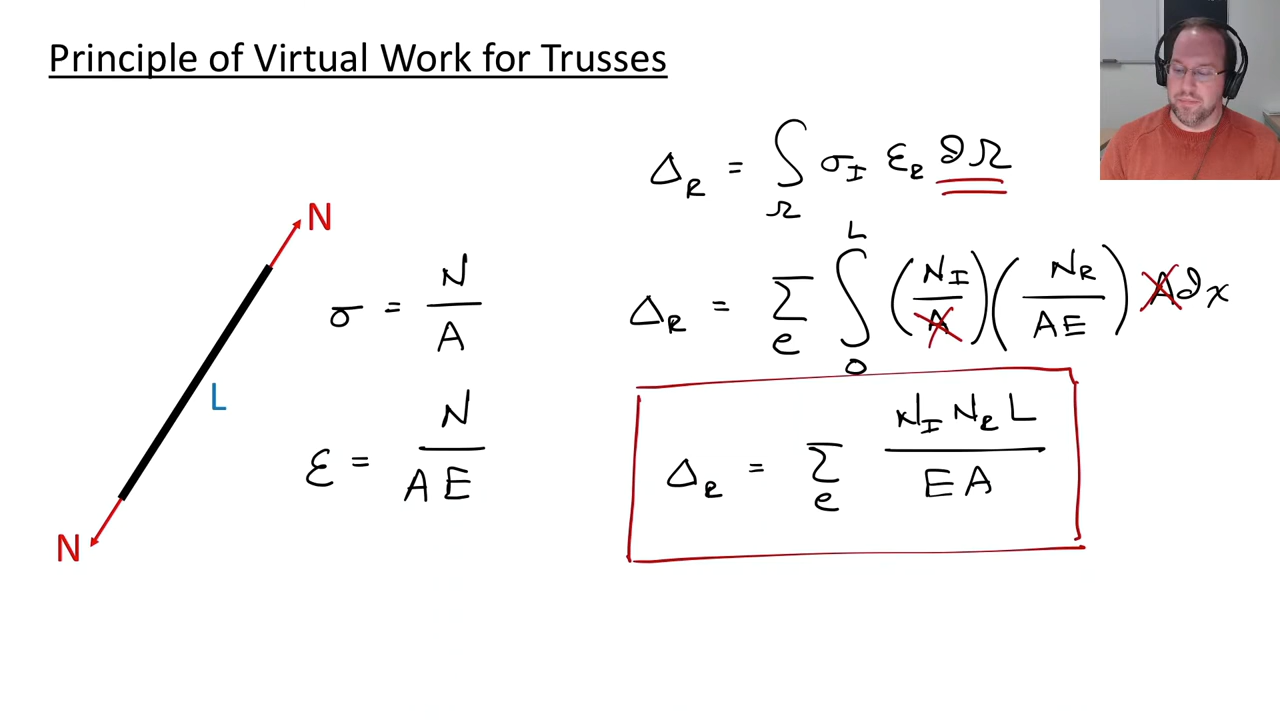 Principle of Virtual Work for Trusses
N
L
N
σ = N / A
ε = N / AE
Δ_R = ∫_Ω σ_I ε_R ∂Ω
Δ_R = Σ_e ∫_0^L (N_I / A)(N_R / AE) A ∂x
Δ_R = Σ_e N_I N_R L / EA